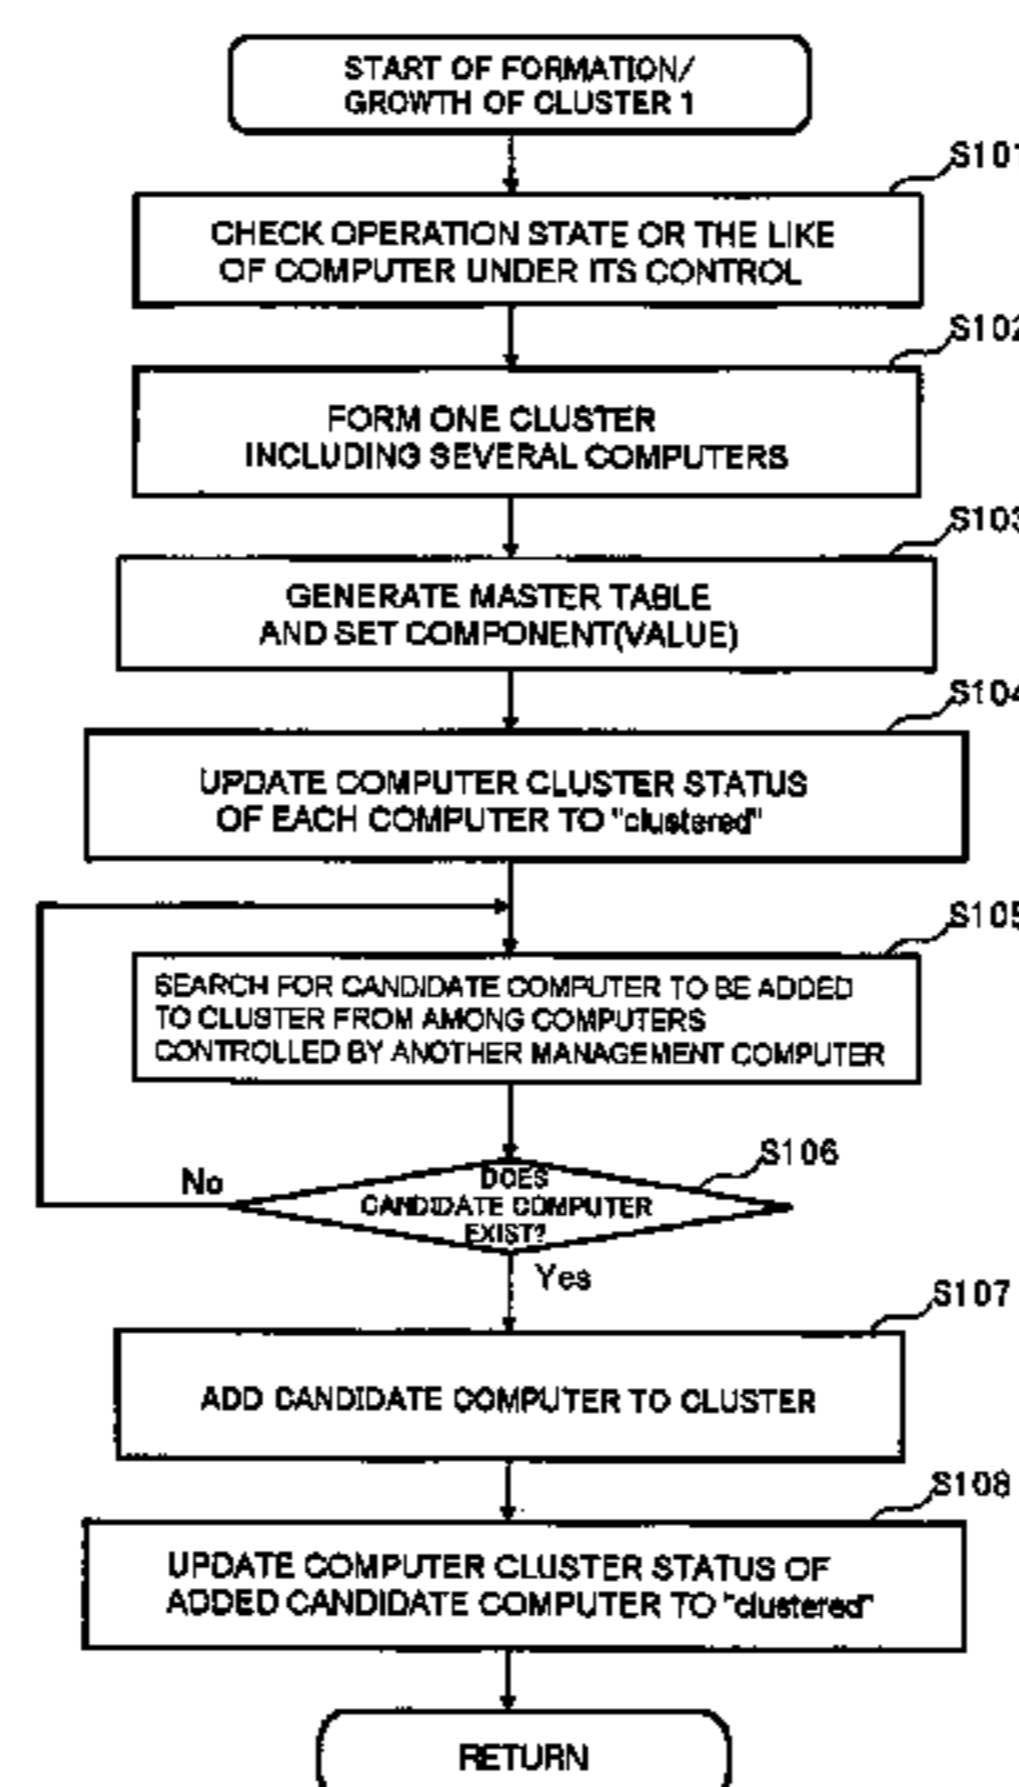 START OF FORMATION/
GROWTH OF CLUSTER 1
S101
CHECK OPERATION STATE OR THE LIKE
OF COMPUTER UNDER ITS CONTROL
S102
FORM ONE CLUSTER
INCLUDING SEVERAL COMPUTERS
S103
GENERATE MASTER TABLE
AND SET COMPONENT(VALUE)
S104
UPDATE COMPUTER CLUSTER STATUS
OF EACH COMPUTER TO "clustered"
S105
SEARCH FOR CANDIDATE COMPUTER TO BE ADDED
TO CLUSTER FROM AMONG COMPUTERS
CONTROLLED BY ANOTHER MANAGEMENT COMPUTER
S106
No
DOES
CANDIDATE COMPUTER
EXIST?
Yes
S107
ADD CANDIDATE COMPUTER TO CLUSTER
S108
UPDATE COMPUTER CLUSTER STATUS OF
ADDED CANDIDATE COMPUTER TO "clustered"
RETURN